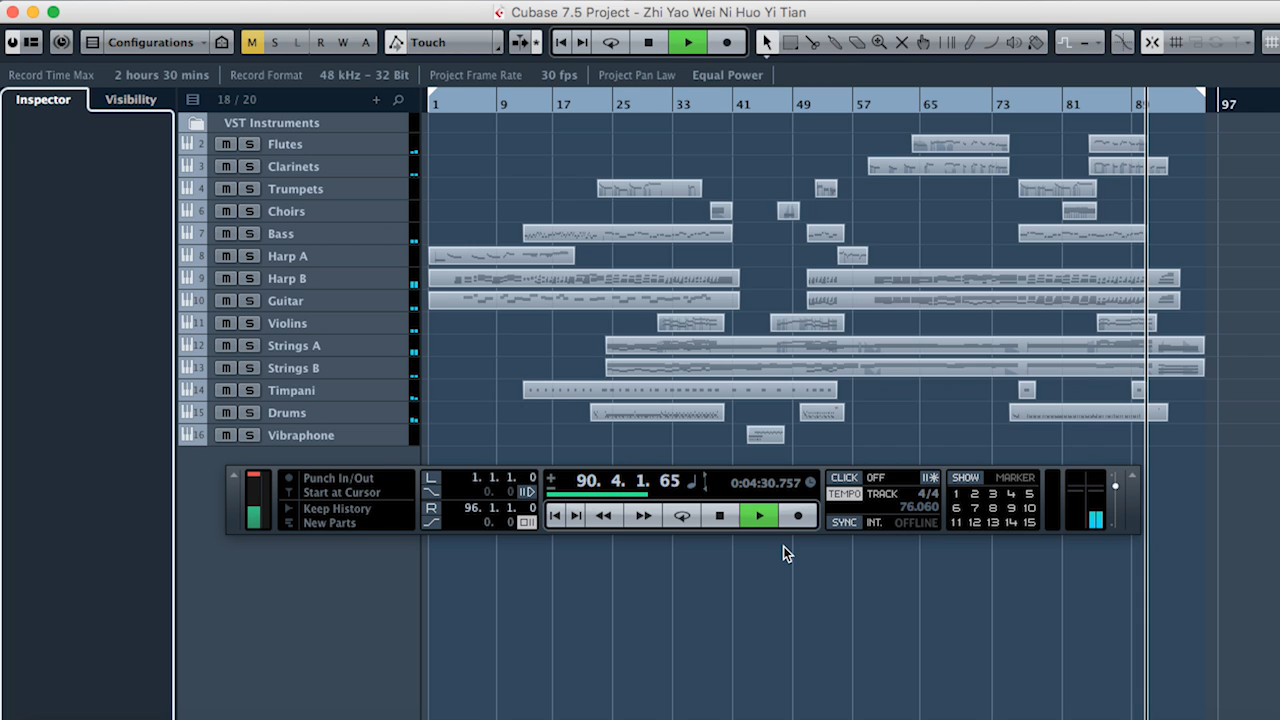 Cubase 7.5 Project - Zhi Yao Wei Ni Huo Yi Tian
Configurations M S L R W A Touch
Record Time Max 2 hours 30 mins Record Format 48 kHz - 32 Bit Project Frame Rate 30 fps Project Pan Law Equal Power
Inspector Visibility 18 / 20 + 1 9 17 25 33 41 49 57 65 73 81 89 97
VST Instruments
2 m S Flutes
3 m S Clarinets
4 m S Trumpets
6 m S Choirs
7 m S Bass
8 m S Harp A
9 m S Harp B
10 m S Guitar
11 m S Violins
12 m S Strings A
13 m S Strings B
14 m S Timpani
15 m S Drums
16 m S Vibraphone
Punch In/Out
Start at Cursor
Keep History
New Parts
L 1. 1. 1. 0
0. 0
R 96. 1. 1. 0
0. 0
90. 4. 1. 65 0:04:30.757
CLICK OFF
TEMPO TRACK 4/4
76.060
SYNC INT. OFFLINE
SHOW MARKER
1 2 3 4 5
6 7 8 9 10
11 12 13 14 15